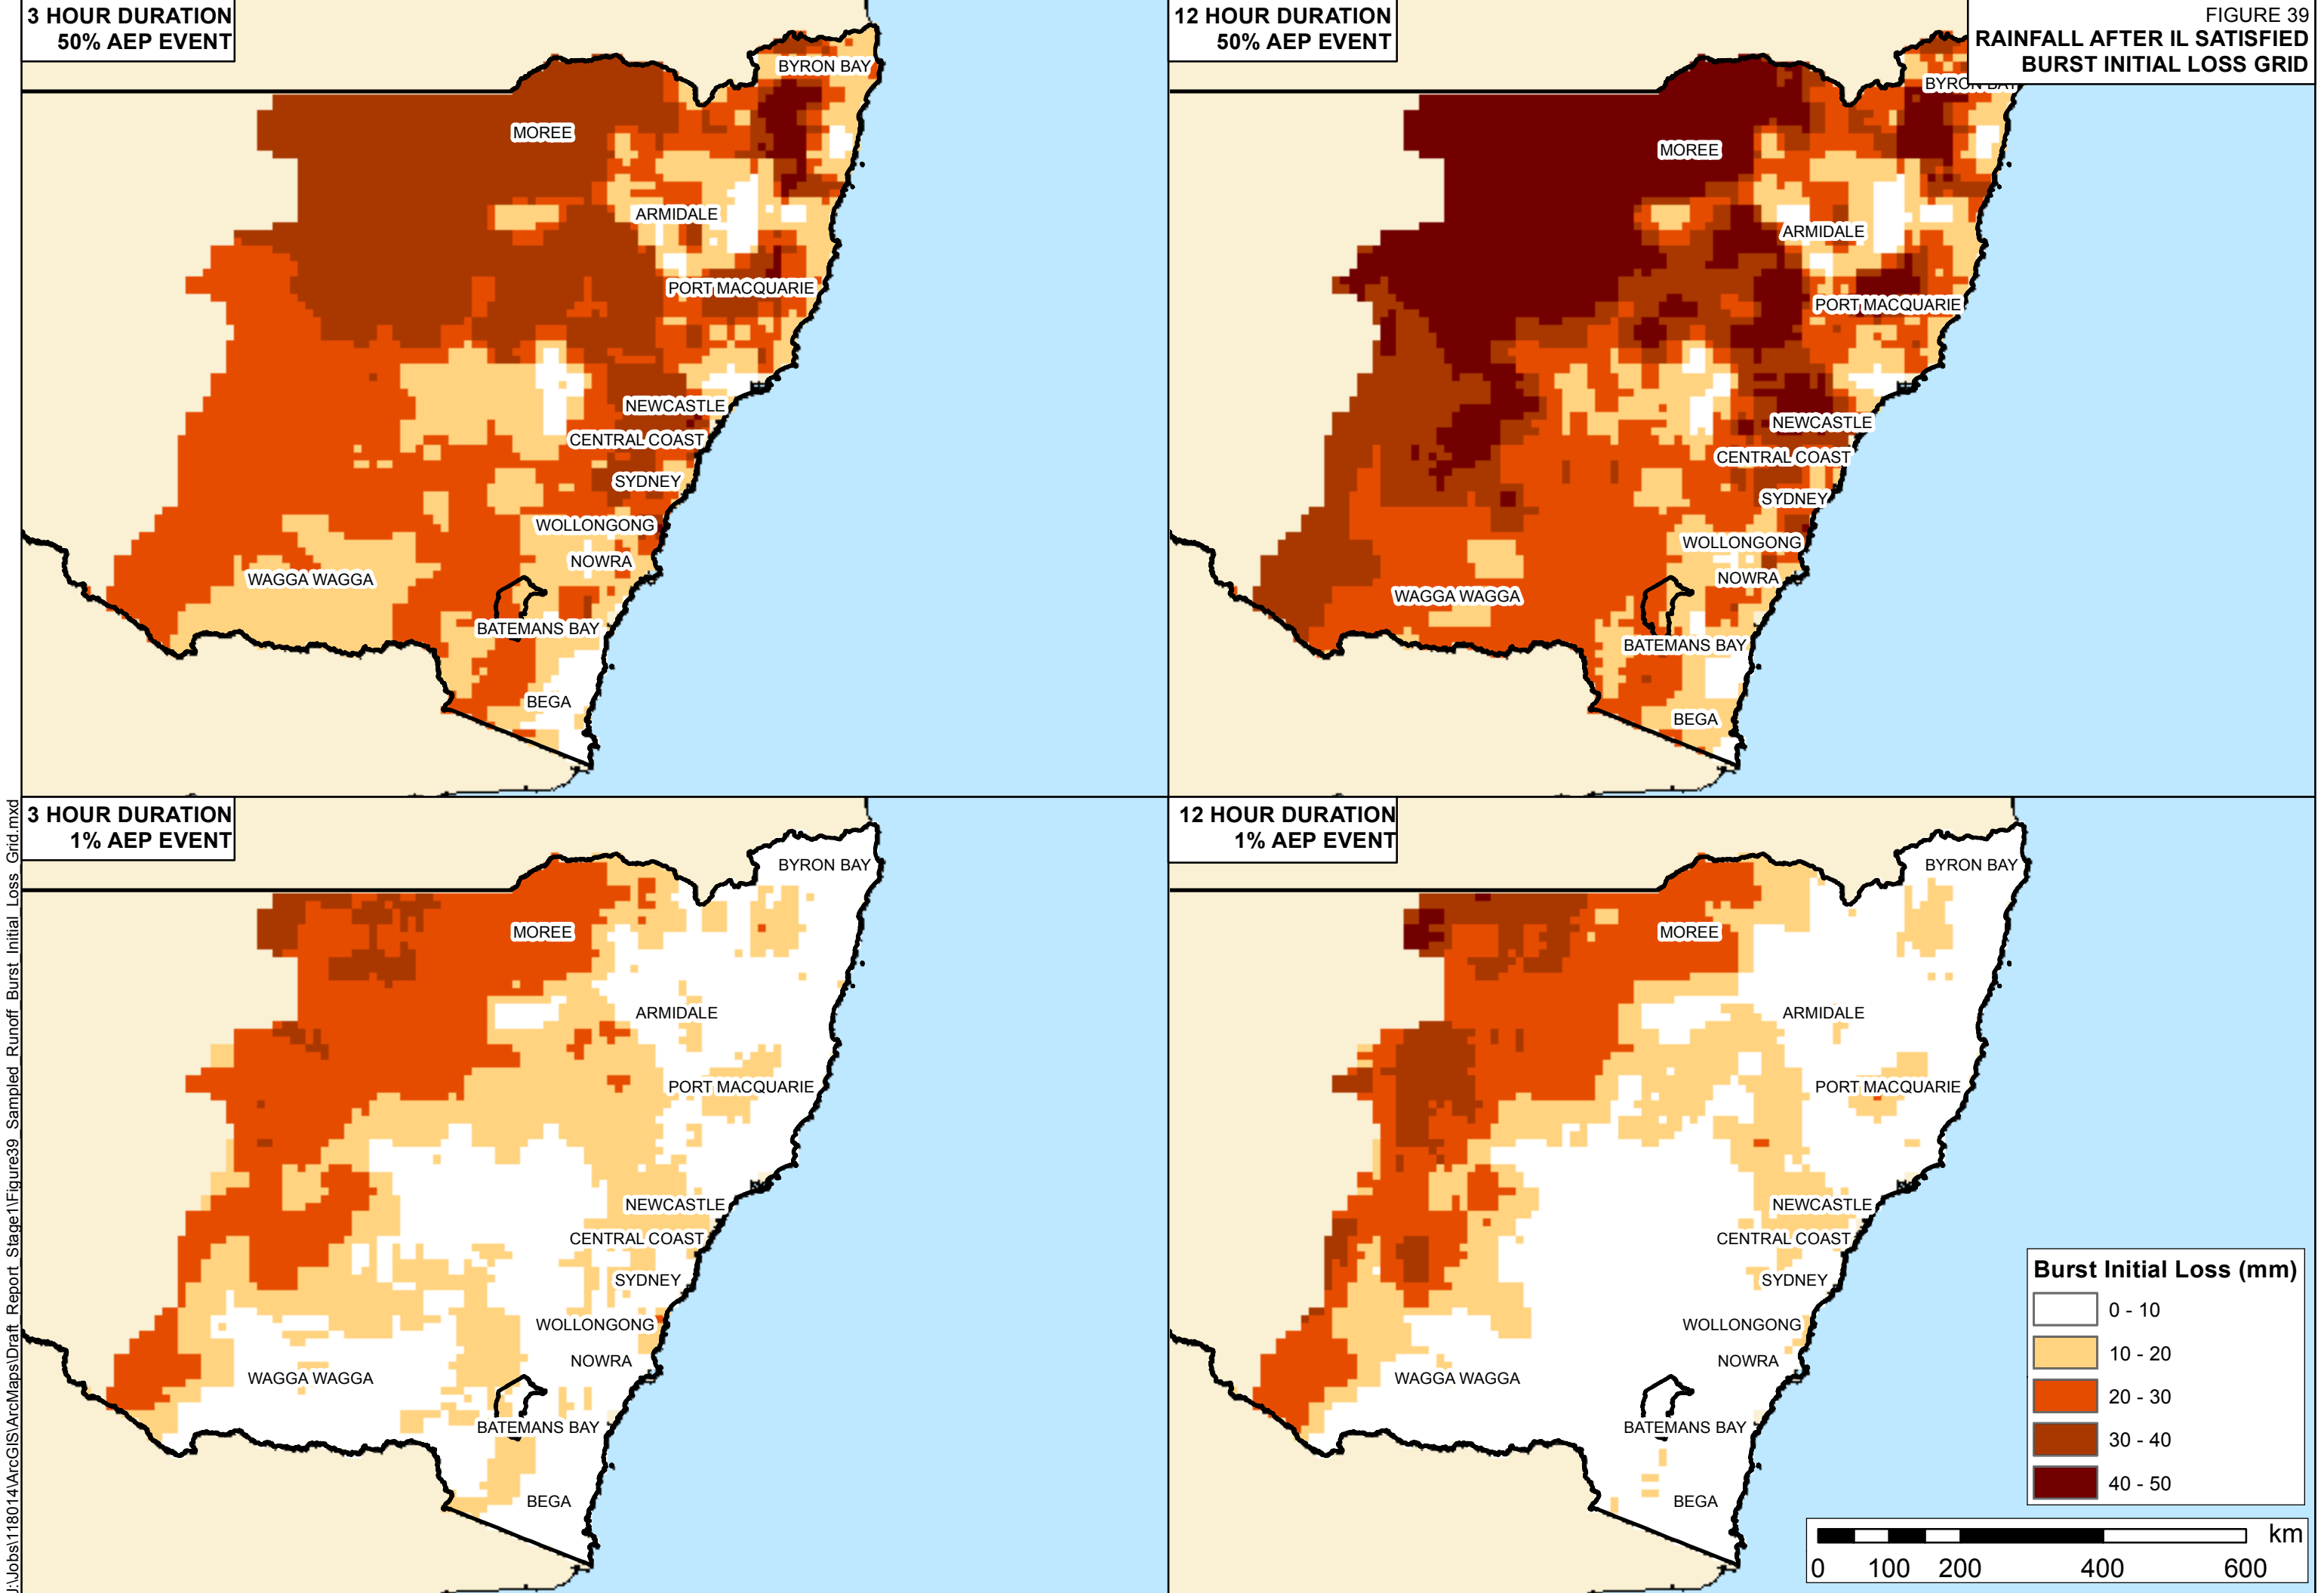 3 HOUR DURATION
50% AEP EVENT
BYRON BAY
MOREE
ARMIDALE
PORT MACQUARIE
NEWCASTLE
CENTRAL COAST
SYDNEY
WOLLONGONG
NOWRA
WAGGA WAGGA
BATEMANS BAY
BEGA
12 HOUR DURATION
50% AEP EVENT
FIGURE 39
RAINFALL AFTER IL SATISFIED
BURST INITIAL LOSS GRID
BYRON BAY
MOREE
ARMIDALE
PORT MACQUARIE
NEWCASTLE
CENTRAL COAST
SYDNEY
WOLLONGONG
NOWRA
WAGGA WAGGA
BATEMANS BAY
BEGA
3 HOUR DURATION
1% AEP EVENT
BYRON BAY
MOREE
ARMIDALE
PORT MACQUARIE
NEWCASTLE
CENTRAL COAST
SYDNEY
WOLLONGONG
NOWRA
WAGGA WAGGA
BATEMANS BAY
BEGA
12 HOUR DURATION
1% AEP EVENT
BYRON BAY
MOREE
ARMIDALE
PORT MACQUARIE
NEWCASTLE
CENTRAL COAST
SYDNEY
WOLLONGONG
NOWRA
WAGGA WAGGA
BATEMANS BAY
BEGA
Burst Initial Loss (mm)
0 - 10
10 - 20
20 - 30
30 - 40
40 - 50
km
0 100 200 400 600
J:\Jobs\118014\ArcGIS\ArcMaps\Draft_Report_Stage1\Figure39_Sampled_Runoff_Burst_Initial_Loss_Grid.mxd